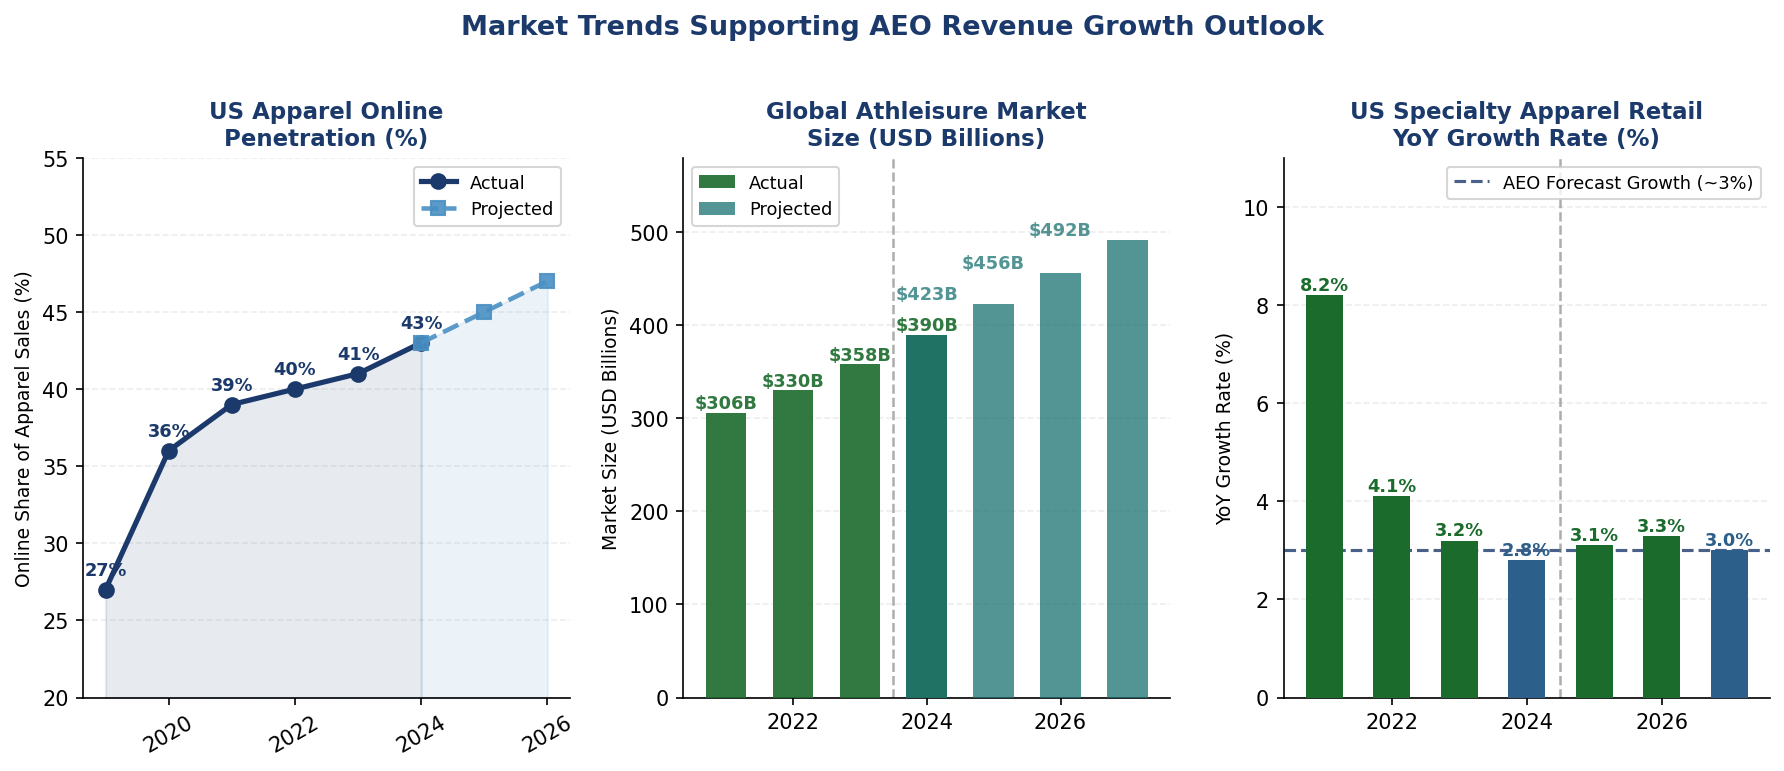 Market Trends Supporting AEO Revenue Growth Outlook
US Apparel Online
Penetration (%)
Online Share of Apparel Sales (%)
55
50
45
40
35
30
25
20
Actual
Projected
27%
36%
39%
40%
41%
43%
2020
2022
2024
2026
Global Athleisure Market
Size (USD Billions)
Market Size (USD Billions)
500
400
300
200
100
0
Actual
Projected
$306B
$330B
$358B
$390B
$423B
$456B
$492B
2022
2024
2026
US Specialty Apparel Retail
YoY Growth Rate (%)
YoY Growth Rate (%)
10
8
6
4
2
0
AEO Forecast Growth (~3%)
8.2%
4.1%
3.2%
2.8%
3.1%
3.3%
3.0%
2022
2024
2026